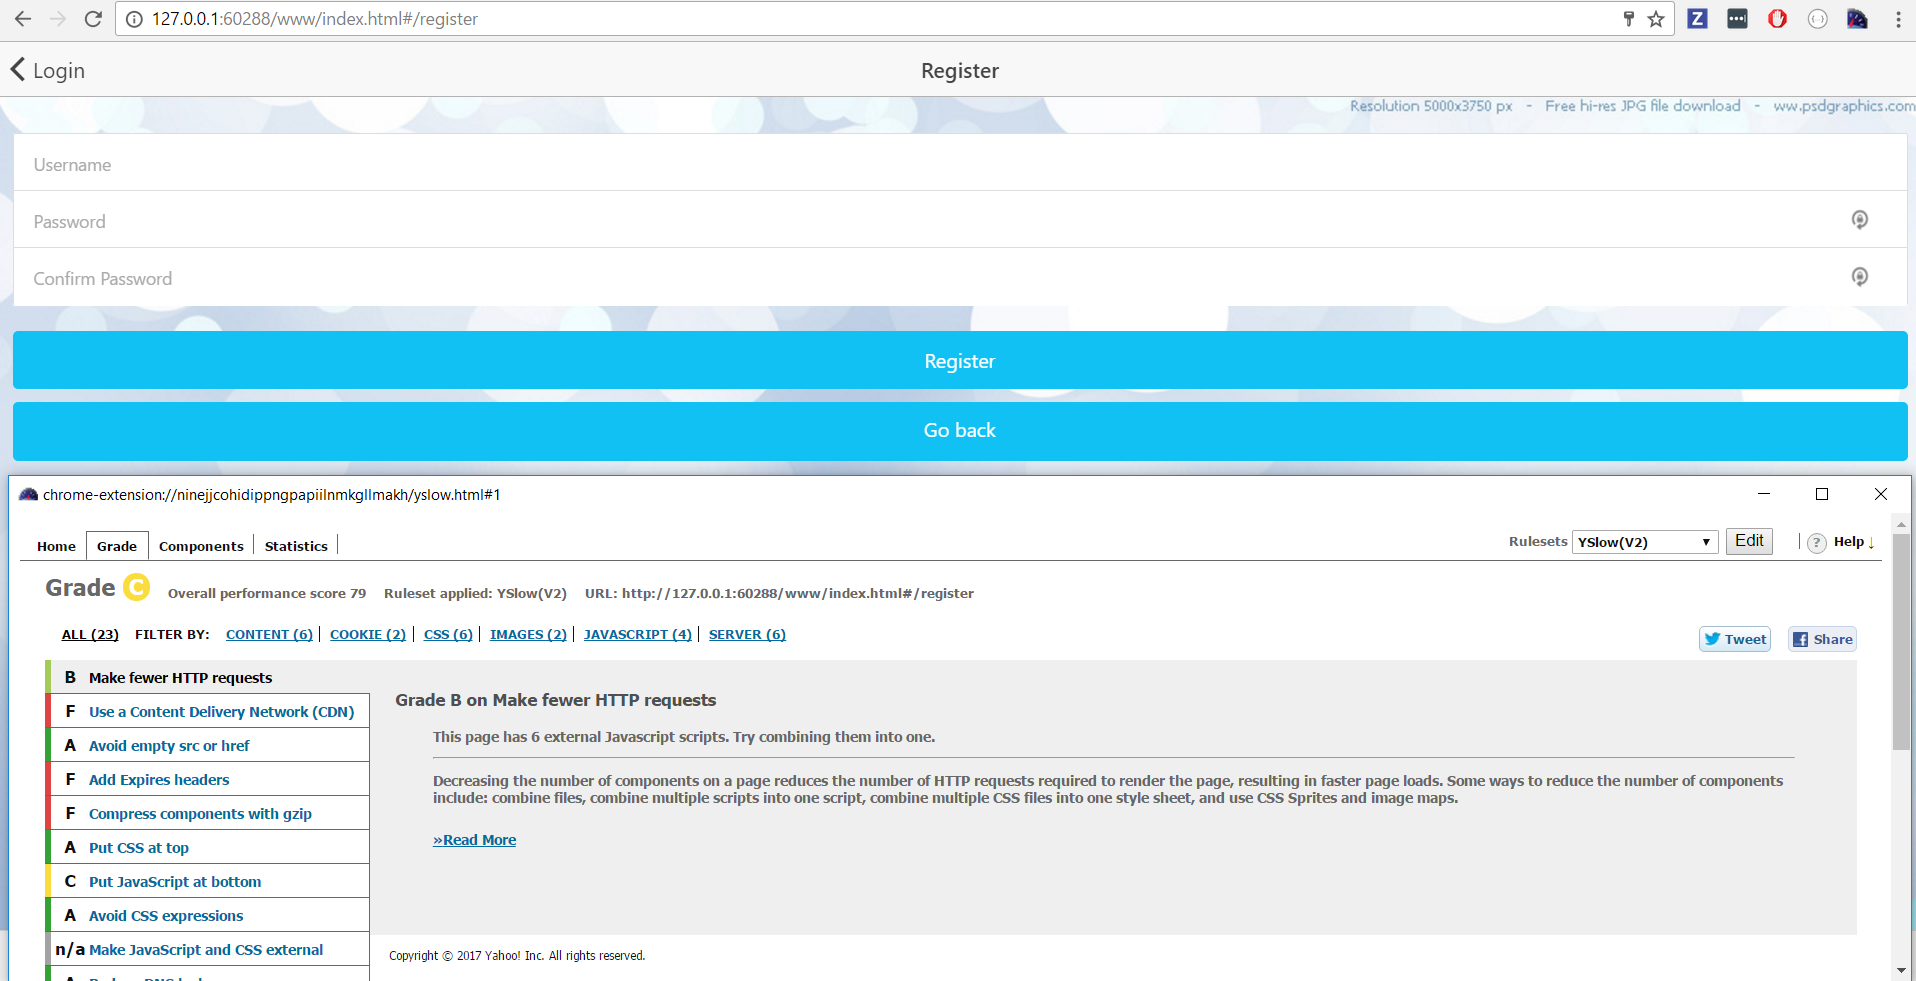 127.0.0.1:60288/www/index.html#/register
Login
Register
Resolution 5000x3750 px - Free hi-res JPG file download - ww.psdgraphics.com
Username
Password
Confirm Password
Register
Go back
chrome-extension://ninejjcohidippngpapiilnmkgllmakh/yslow.html#1
Home Grade Components Statistics
Rulesets YSlow(V2) Edit ? Help ↓
Grade C Overall performance score 79 Ruleset applied: YSlow(V2) URL: http://127.0.0.1:60288/www/index.html#/register
ALL (23) FILTER BY: CONTENT (6) COOKIE (2) CSS (6) IMAGES (2) JAVASCRIPT (4) SERVER (6)
Tweet Share
B Make fewer HTTP requests
F Use a Content Delivery Network (CDN)
A Avoid empty src or href
F Add Expires headers
F Compress components with gzip
A Put CSS at top
C Put JavaScript at bottom
A Avoid CSS expressions
n/a Make JavaScript and CSS external
Grade B on Make fewer HTTP requests
This page has 6 external Javascript scripts. Try combining them into one.
Decreasing the number of components on a page reduces the number of HTTP requests required to render the page, resulting in faster page loads. Some ways to reduce the number of components
include: combine files, combine multiple scripts into one script, combine multiple CSS files into one style sheet, and use CSS Sprites and image maps.
»Read More
Copyright © 2017 Yahoo! Inc. All rights reserved.